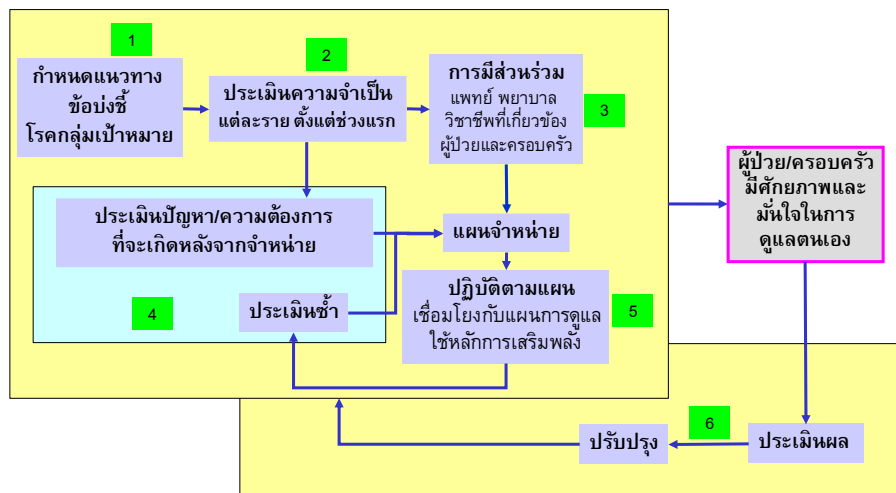 1
กำหนดแนวทาง
ข้อบ่งชี้
โรคกลุ่มเป้าหมาย
2
ประเมินความจำเป็น
แต่ละราย ตั้งแต่ช่วงแรก
การมีส่วนร่วม
แพทย์ พยาบาล
วิชาชีพที่เกี่ยวข้อง
ผู้ป่วยและครอบครัว
3
ผู้ป่วย/ครอบครัว
มีศักยภาพและ
มั่นใจในการ
ดูแลตนเอง
ประเมินปัญหา/ความต้องการ
ที่จะเกิดหลังจากจำหน่าย
แผนจำหน่าย
4
ประเมินซ้ำ
ปฏิบัติตามแผน
เชื่อมโยงกับแผนการดูแล
ใช้หลักการเสริมพลัง
5
ปรับปรุง
6
ประเมินผล